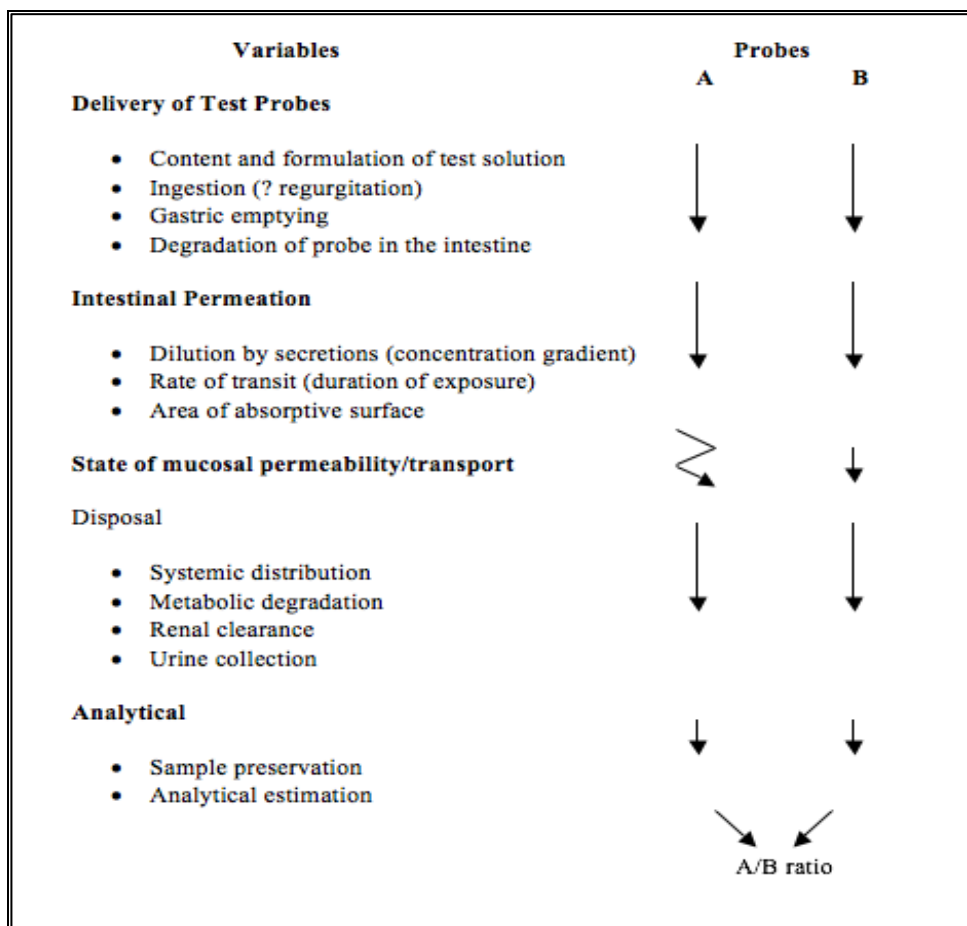 Variables Probes
A B
Delivery of Test Probes
• Content and formulation of test solution
• Ingestion (? regurgitation)
• Gastric emptying
• Degradation of probe in the intestine
Intestinal Permeation
• Dilution by secretions (concentration gradient)
• Rate of transit (duration of exposure)
• Area of absorptive surface
State of mucosal permeability/transport
Disposal
• Systemic distribution
• Metabolic degradation
• Renal clearance
• Urine collection
Analytical
• Sample preservation
• Analytical estimation
A/B ratio